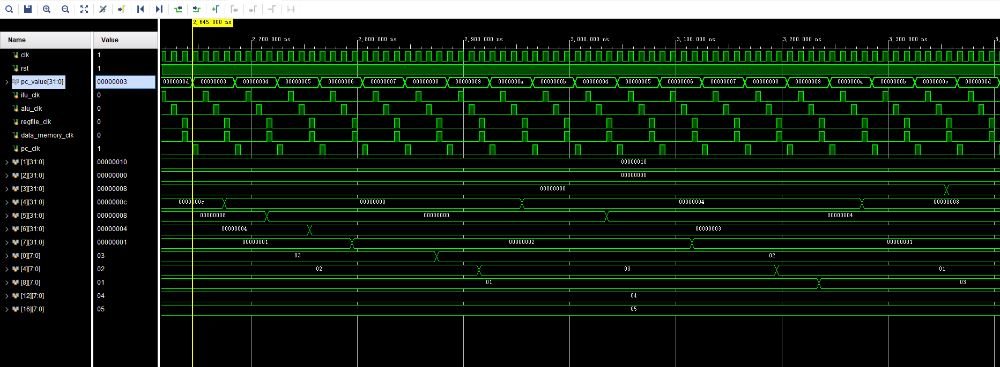 2,645.000 ns
Name Value
2,700.000 ns 2,800.000 ns 2,900.000 ns 3,000.000 ns 3,100.000 ns 3,200.000 ns 3,300.000 ns 3,
clk 1
rst 1
pc_value[31:0] 00000003 0000000d 00000003 00000004 00000005 00000006 00000007 00000008 00000009 0000000a 0000000b 00000004 00000005 00000006 00000007 00000008 00000009 0000000a 0000000b 0000000c 0000000d
ifu_clk 0
alu_clk 0
regfile_clk 0
data_memory_clk 0
pc_clk 1
[1][31:0] 00000010 00000010
[2][31:0] 00000000 00000000
[3][31:0] 00000008 00000008
[4][31:0] 0000000c 0000000c 00000000 00000004 00000008
[5][31:0] 00000008 00000008 00000000 00000004
[6][31:0] 00000004 00000004 00000003
[7][31:0] 00000001 00000001 00000002 00000001
[0][7:0] 03 03 02
[4][7:0] 02 02 03 01
[8][7:0] 01 01 03
[12][7:0] 04 04
[16][7:0] 05 05